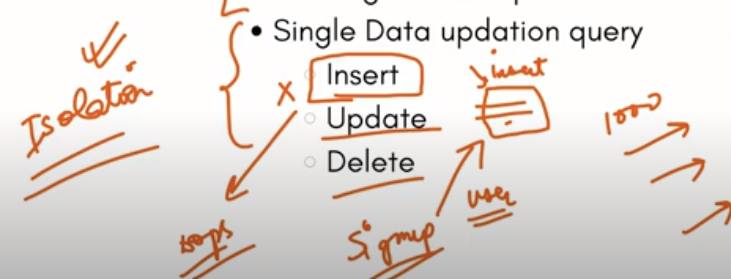 • Single Data updation query
○ Insert
○ Update
○ Delete
Isolation
X
insert
1000
user
Signup